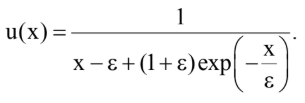 u(x) = 1 / (x − ε + (1 + ε) exp(−x/ε)).